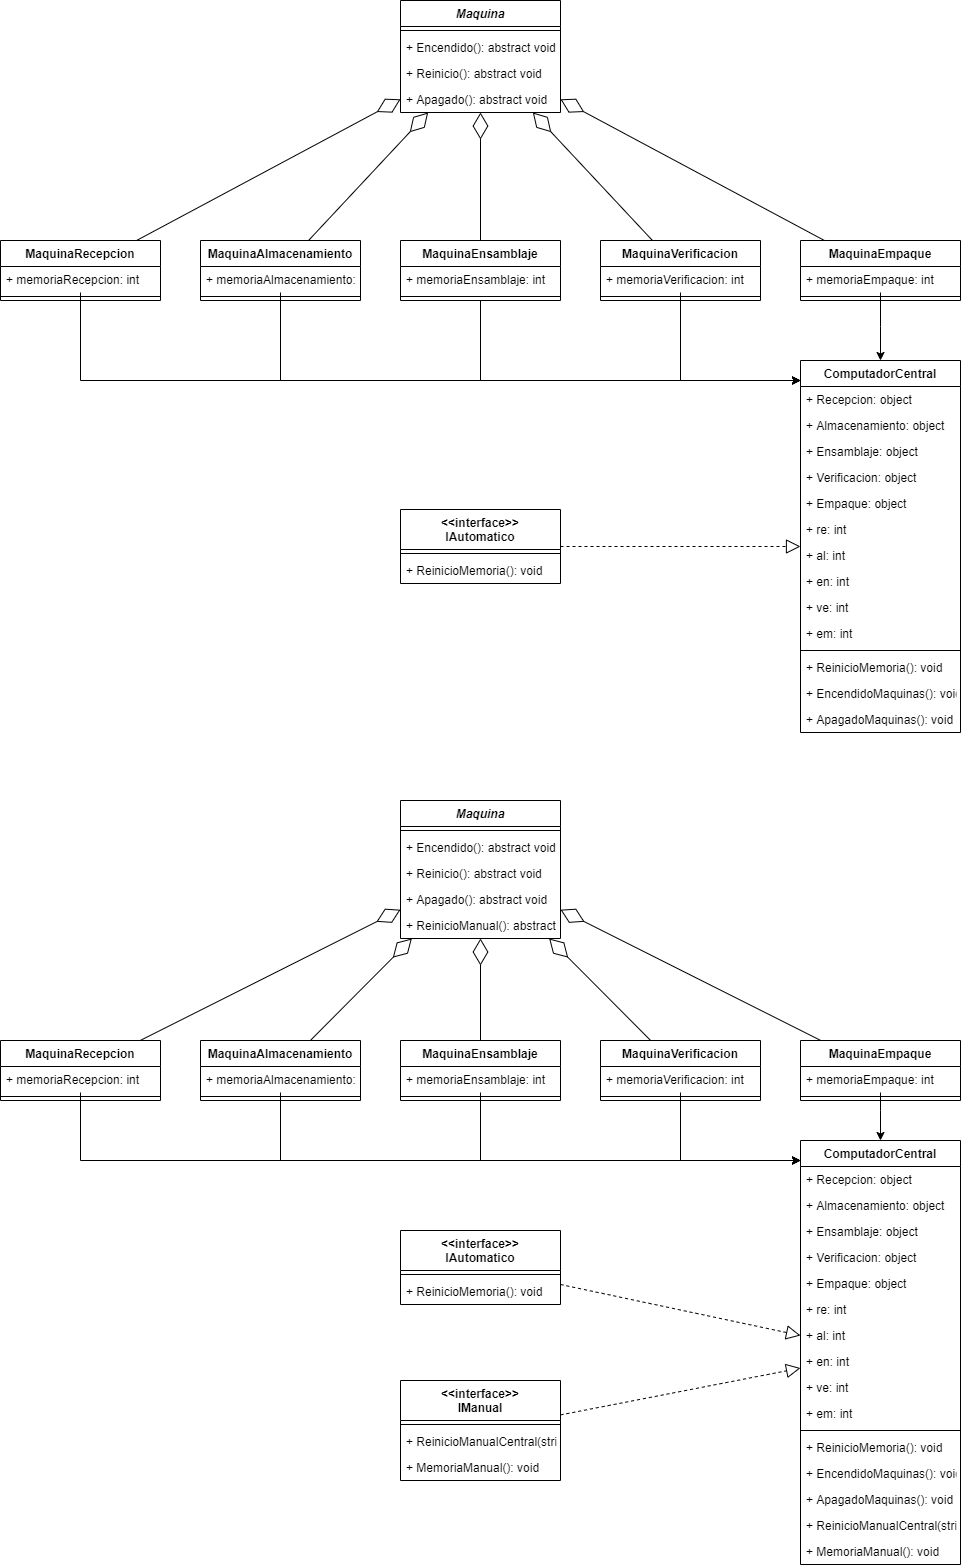 Maquina
+ Encendido(): abstract void
+ Reinicio(): abstract void
+ Apagado(): abstract void
MaquinaRecepcion
+ memoriaRecepcion: int
MaquinaAlmacenamiento
+ memoriaAlmacenamiento:
MaquinaEnsamblaje
+ memoriaEnsamblaje: int
MaquinaVerificacion
+ memoriaVerificacion: int
MaquinaEmpaque
+ memoriaEmpaque: int
ComputadorCentral
+ Recepcion: object
+ Almacenamiento: object
+ Ensamblaje: object
+ Verificacion: object
+ Empaque: object
+ re: int
+ al: int
+ en: int
+ ve: int
+ em: int
+ ReinicioMemoria(): void
+ EncendidoMaquinas(): voi
+ ApagadoMaquinas(): void
<<interface>>
IAutomatico
+ ReinicioMemoria(): void
Maquina
+ Encendido(): abstract void
+ Reinicio(): abstract void
+ Apagado(): abstract void
+ ReinicioManual(): abstract
MaquinaRecepcion
+ memoriaRecepcion: int
MaquinaAlmacenamiento
+ memoriaAlmacenamiento:
MaquinaEnsamblaje
+ memoriaEnsamblaje: int
MaquinaVerificacion
+ memoriaVerificacion: int
MaquinaEmpaque
+ memoriaEmpaque: int
ComputadorCentral
+ Recepcion: object
+ Almacenamiento: object
+ Ensamblaje: object
+ Verificacion: object
+ Empaque: object
+ re: int
+ al: int
+ en: int
+ ve: int
+ em: int
+ ReinicioMemoria(): void
+ EncendidoMaquinas(): voi
+ ApagadoMaquinas(): void
+ ReinicioManualCentral(stri
+ MemoriaManual(): void
<<interface>>
IAutomatico
+ ReinicioMemoria(): void
<<interface>>
IManual
+ ReinicioManualCentral(stri
+ MemoriaManual(): void